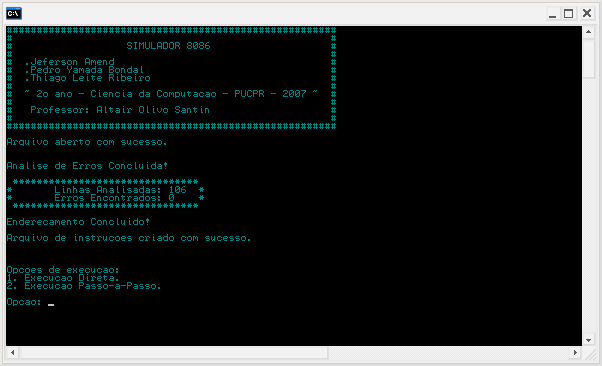 C:\
SIMULADOR 8086
.Jeferson Amend
.Pedro Yamada Bondal
.Thiago Leite Ribeiro
" 2o ano - Ciencia da Computacao - PUCPR - 2007 "
Professor: Altair Olivo Santin
Arquivo aberto com sucesso.
Analise de Erros Concluida!
*******************************
* Linhas Analisadas: 106 *
* Erros Encontrados: 0 *
*******************************
Enderecamento Concluido!
Arquivo de instrucoes criado com sucesso.
Opcoes de execucao:
1. Execucao Direta.
2. Execucao Passo-a-Passo.
Opcao: _